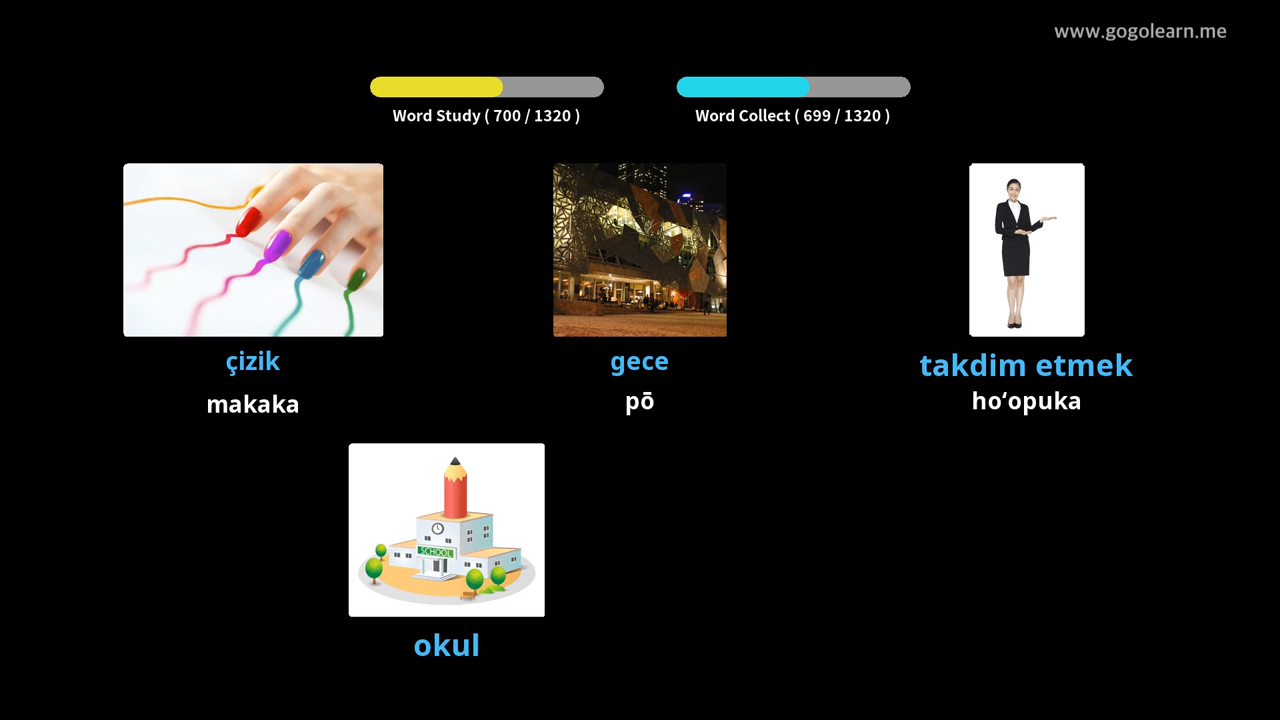 www.gogolearn.me
Word Study ( 700 / 1320 )
Word Collect ( 699 / 1320 )
çizik
makaka
gece
pō
takdim etmek
hoʻopuka
SCHOOL
okul